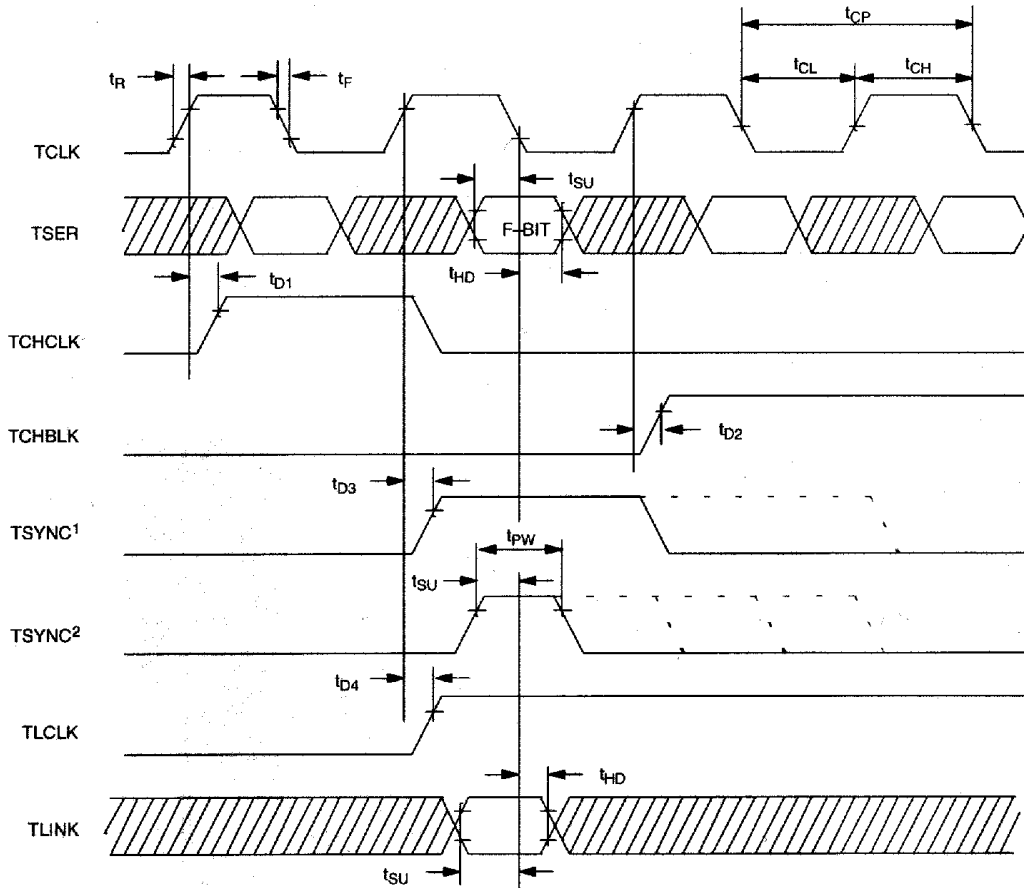 tCP
tR
tF
tCL
tCH
TCLK
tSU
TSER
F-BIT
tHD
tD1
TCHCLK
TCHBLK
tD2
tD3
TSYNC1
tPW
tSU
TSYNC2
tD4
TLCLK
tHD
TLINK
tSU